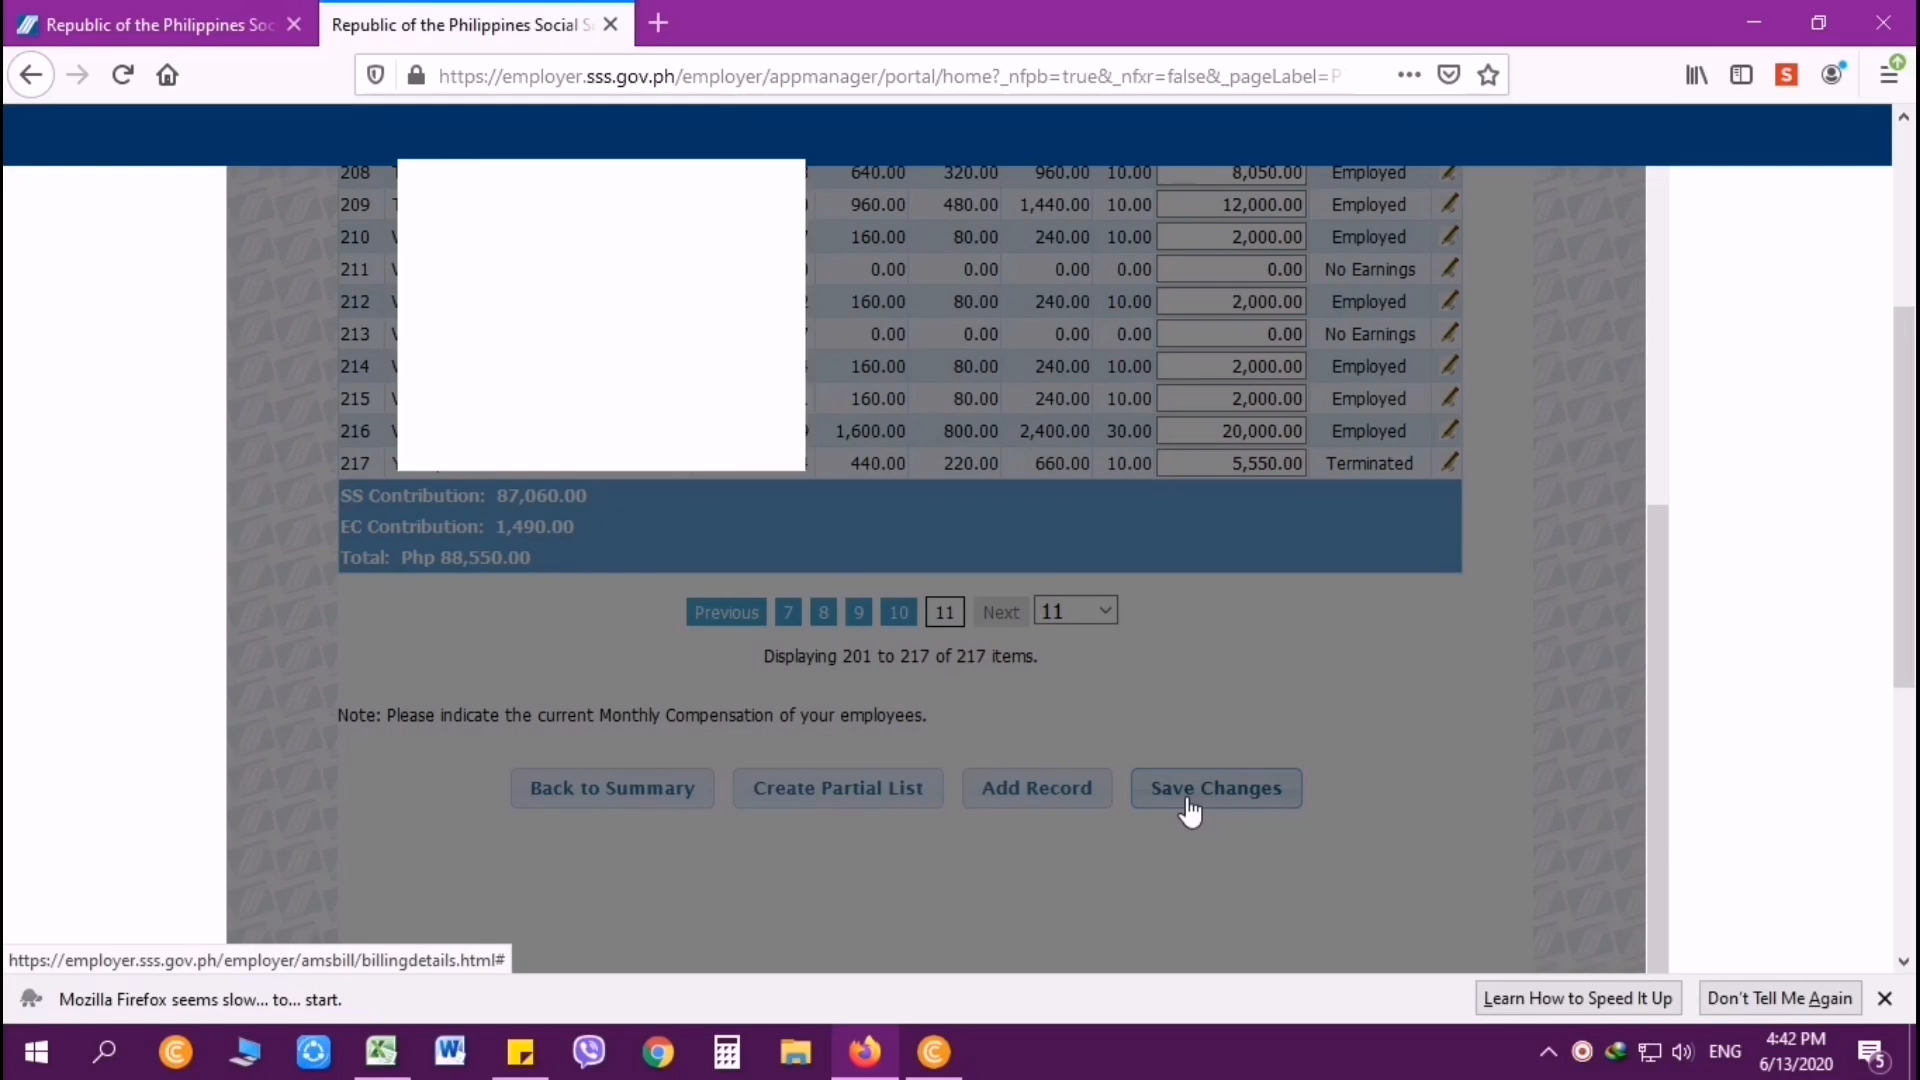 Republic of the Philippines Soc
Republic of the Philippines Social S
https://employer.sss.gov.ph/employer/appmanager/portal/home?_nfpb=true&_nfxr=false&_pageLabel=P
208 640.00 320.00 960.00 10.00 8,050.00 Employed
209 960.00 480.00 1,440.00 10.00 12,000.00 Employed
210 160.00 80.00 240.00 10.00 2,000.00 Employed
211 0.00 0.00 0.00 0.00 0.00 No Earnings
212 160.00 80.00 240.00 10.00 2,000.00 Employed
213 0.00 0.00 0.00 0.00 0.00 No Earnings
214 160.00 80.00 240.00 10.00 2,000.00 Employed
215 160.00 80.00 240.00 10.00 2,000.00 Employed
216 1,600.00 800.00 2,400.00 30.00 20,000.00 Employed
217 440.00 220.00 660.00 10.00 5,550.00 Terminated
SS Contribution: 87,060.00
EC Contribution: 1,490.00
Total: Php 88,550.00
Previous 7 8 9 10 11 Next 11
Displaying 201 to 217 of 217 items.
Note: Please indicate the current Monthly Compensation of your employees.
Back to Summary Create Partial List Add Record Save Changes
https://employer.sss.gov.ph/employer/amsbill/billingdetails.html#
Mozilla Firefox seems slow... to... start.
Learn How to Speed It Up Don't Tell Me Again
ENG
4:42 PM
6/13/2020
5